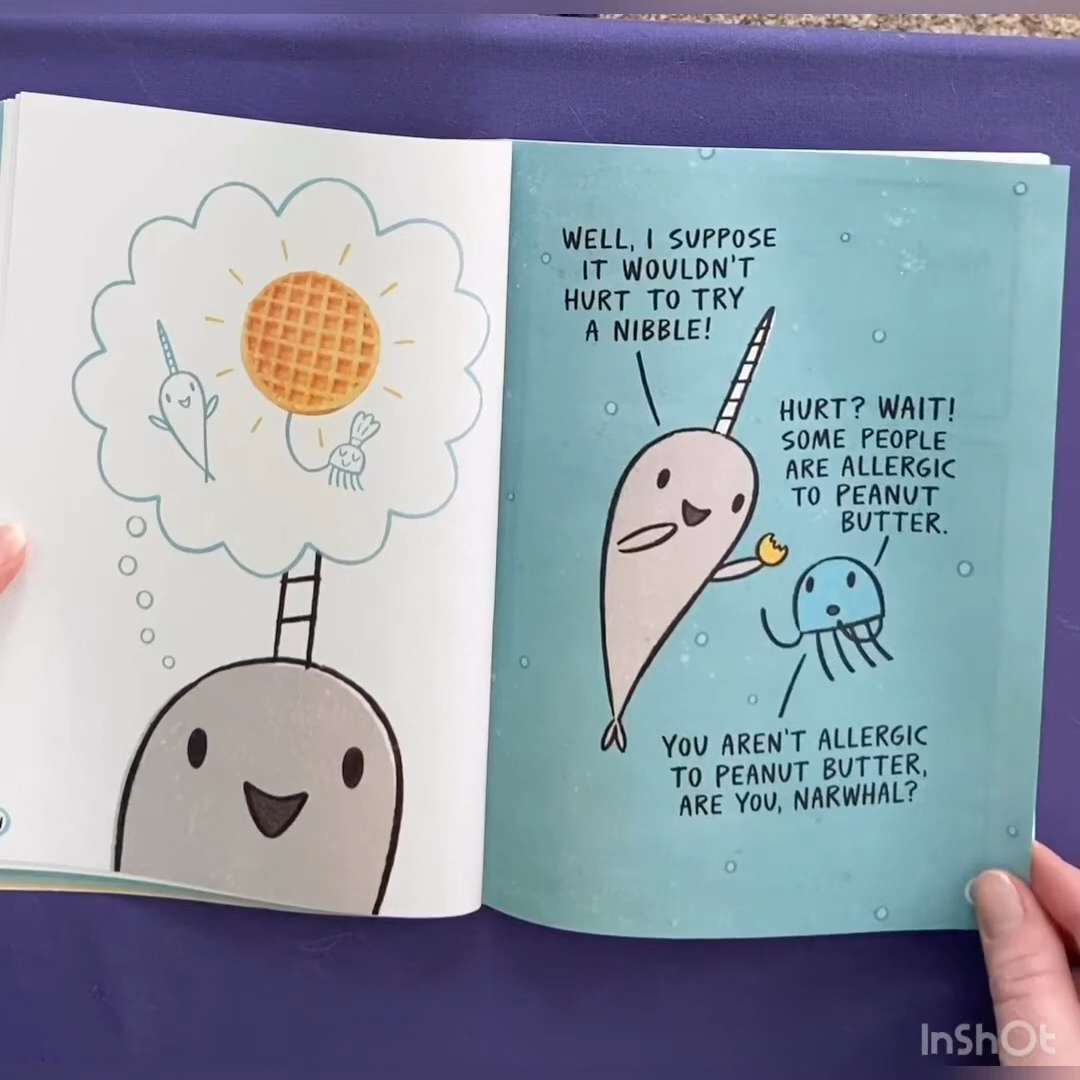 WELL, I SUPPOSE
IT WOULDN'T
HURT TO TRY
A NIBBLE!
HURT? WAIT!
SOME PEOPLE
ARE ALLERGIC
TO PEANUT
BUTTER.
YOU AREN'T ALLERGIC
TO PEANUT BUTTER,
ARE YOU, NARWHAL?
InShOt